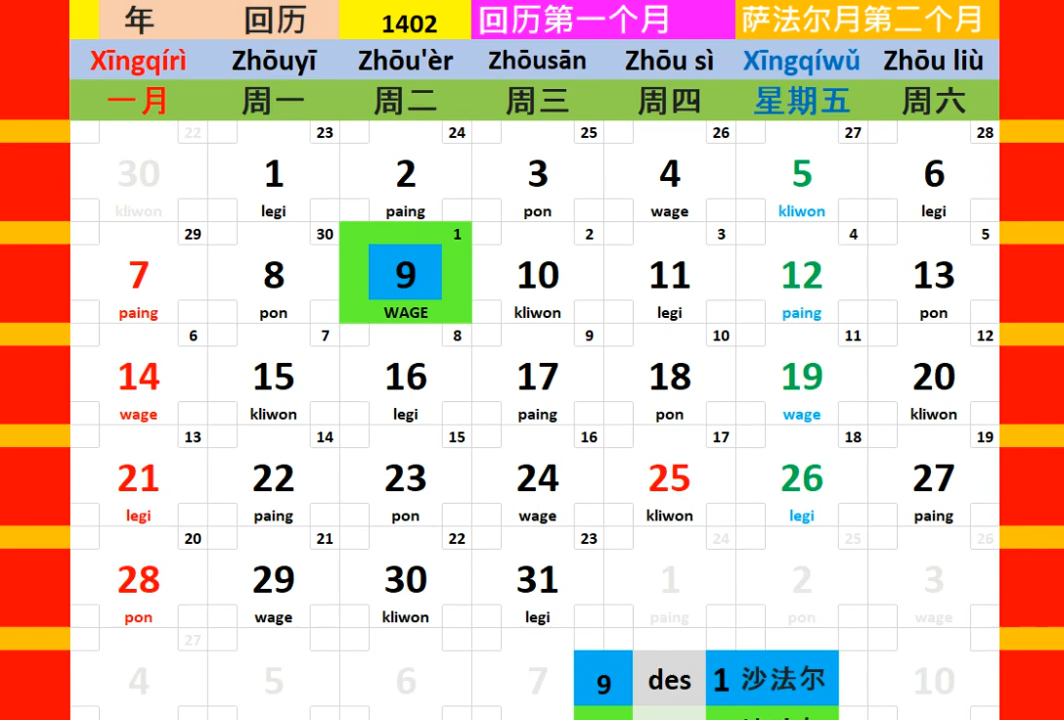 年 回历 1402 回历第一个月 萨法尔月第二个月
Xīngqírì Zhōuyī Zhōu'èr Zhōusān Zhōu sì Xīngqíwǔ Zhōu liù
一月 周一 周二 周三 周四 星期五 周六
22 23 24 25 26 27 28
30 1 2 3 4 5 6
kliwon legi paing pon wage kliwon legi
29 30 1 2 3 4 5
7 8 9 10 11 12 13
paing pon WAGE kliwon legi paing pon
6 7 8 9 10 11 12
14 15 16 17 18 19 20
wage kliwon legi paing pon wage kliwon
13 14 15 16 17 18 19
21 22 23 24 25 26 27
legi paing pon wage kliwon legi paing
20 21 22 23 24 25 26
28 29 30 31 1 2 3
pon wage kliwon legi paing pon wage
27
4 5 6 7 9 des 1 沙法尔 10